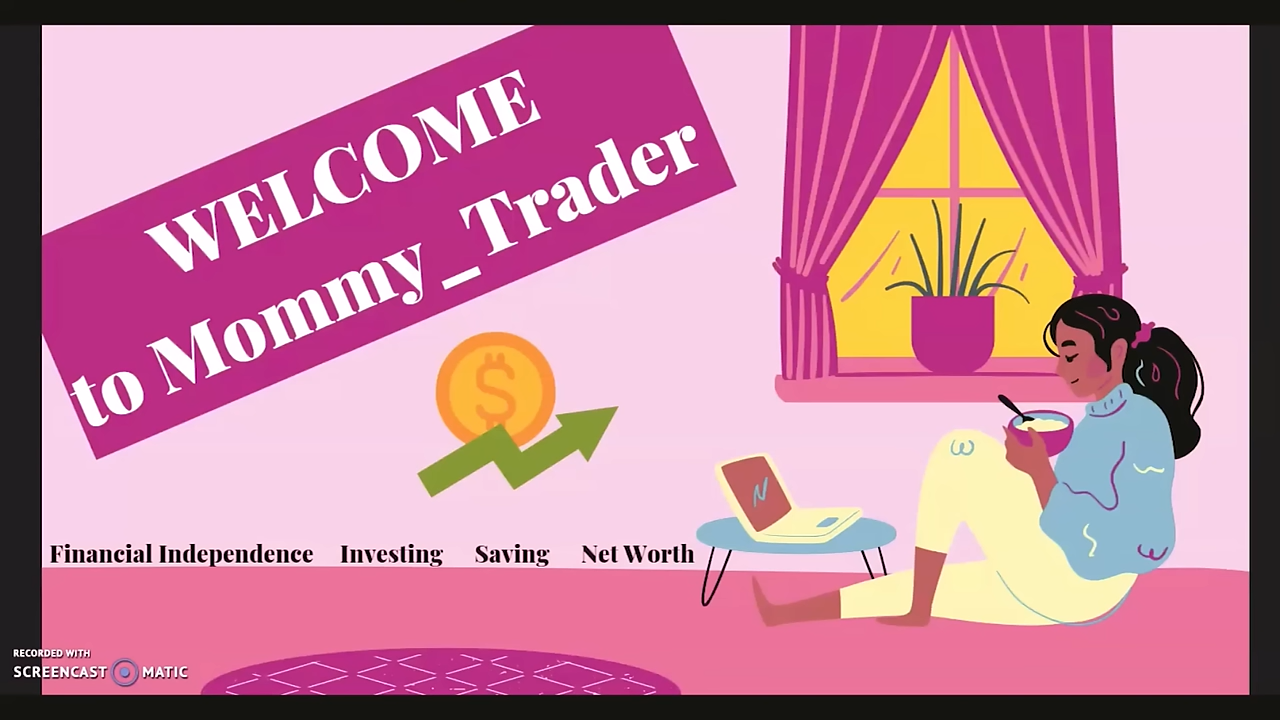 WELCOME
to Mommy_Trader
$
Financial Independence Investing Saving Net Worth
RECORDED WITH
SCREENCAST MATIC